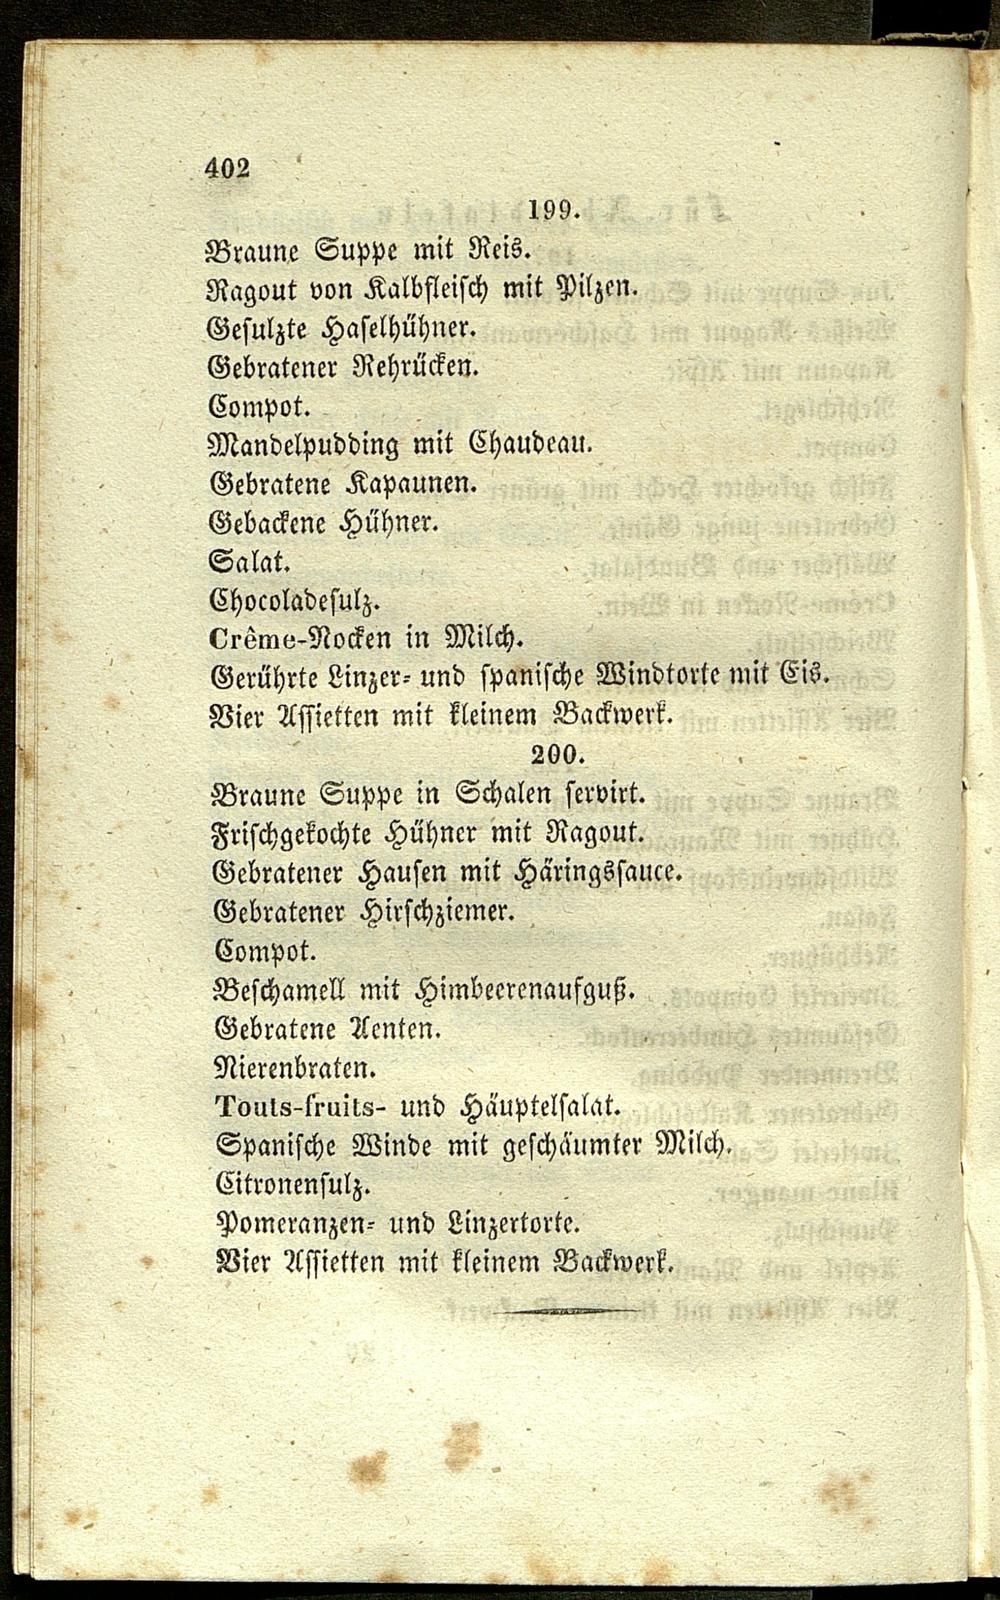 402
199.
Braune Suppe mit Reis.
Ragout von Kalbfleisch mit Pilzen.
Gesulzte Haselhühner.
Gebratener Rehrücken.
Compot.
Mandelpudding mit Chaudeau.
Gebratene Kapaunen.
Gebackene Hühner.
Salat.
Chocoladesulz.
Crême-Nocken in Milch.
Gerührte Linzer- und spanische Windtorte mit Eis.
Vier Assietten mit kleinem Backwerk.
200.
Braune Suppe in Schalen servirt.
Frischgekochte Hühner mit Ragout.
Gebratener Hausen mit Häringssauce.
Gebratener Hirschziemer.
Compot.
Beschamell mit Himbeerenaufguß.
Gebratene Aenten.
Nierenbraten.
Touts-fruits- und Häuptelsalat.
Spanische Winde mit geschäumter Milch.
Citronensulz.
Pomeranzen- und Linzertorte.
Vier Assietten mit kleinem Backwerk.